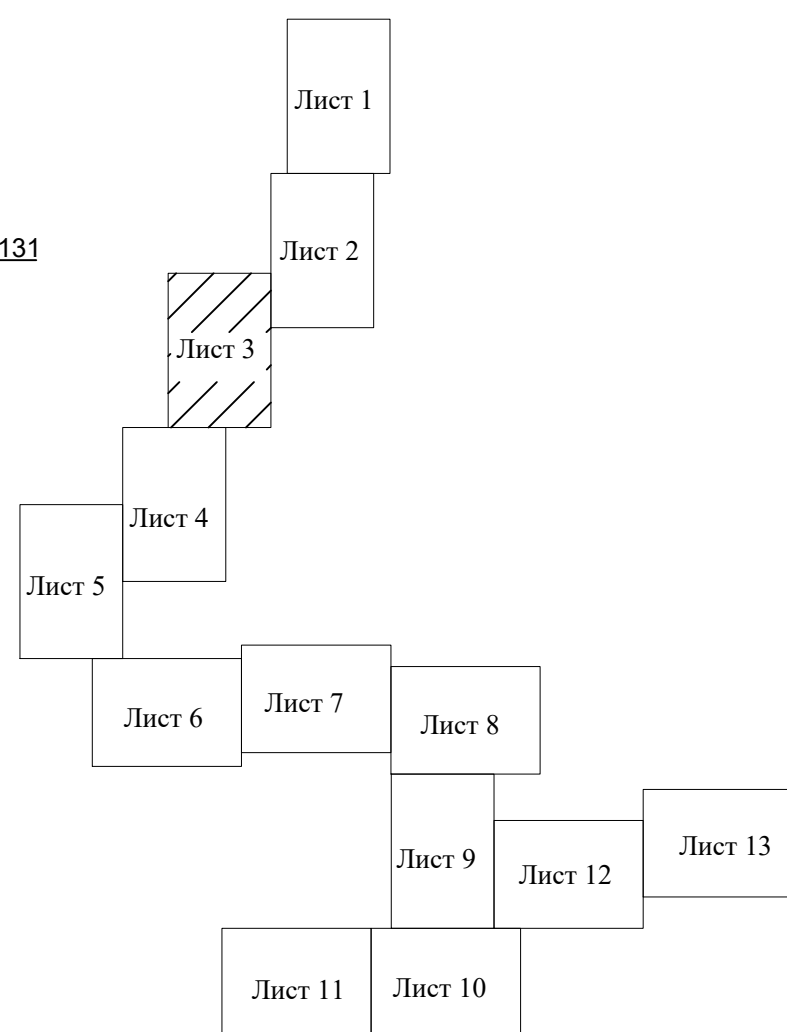 Лист 1
131
Лист 2
Лист 3
Лист 4
Лист 5
Лист 6
Лист 7
Лист 8
Лист 9
Лист 12
Лист 13
Лист 11
Лист 10